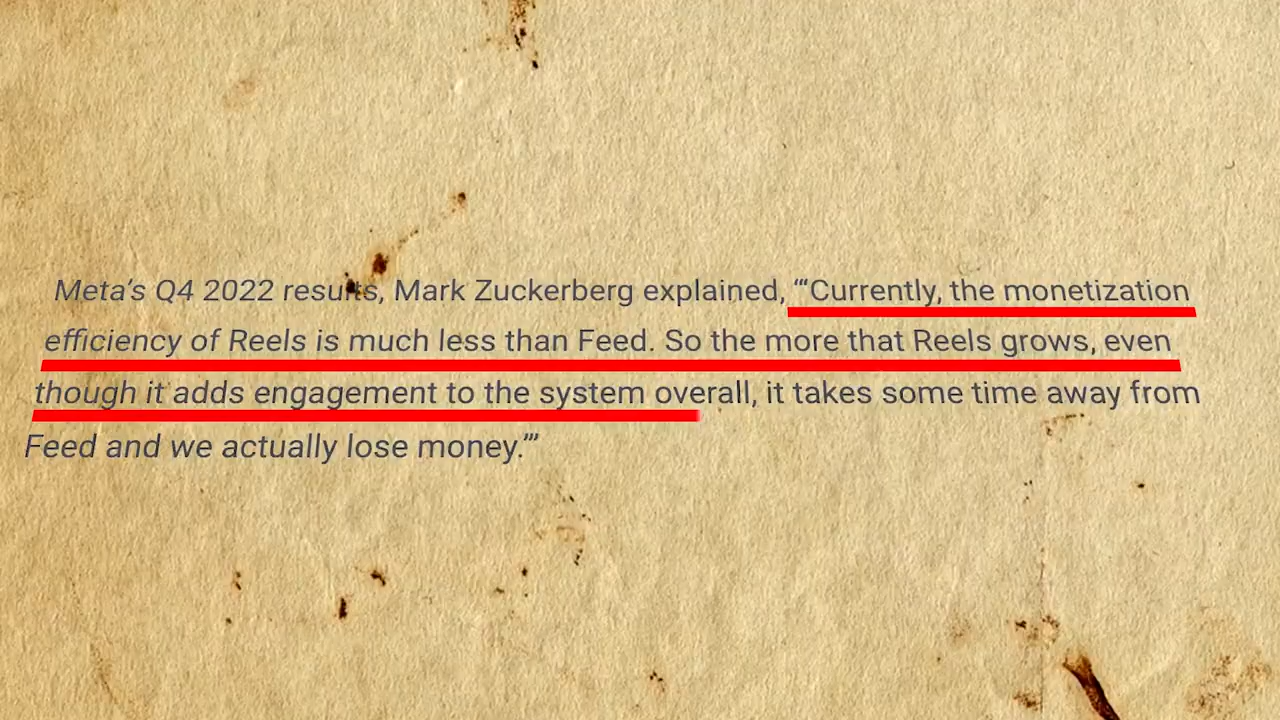 Meta’s Q4 2022 results, Mark Zuckerberg explained, “‘Currently, the monetization
efficiency of Reels is much less than Feed. So the more that Reels grows, even
though it adds engagement to the system overall, it takes some time away from
Feed and we actually lose money.’”